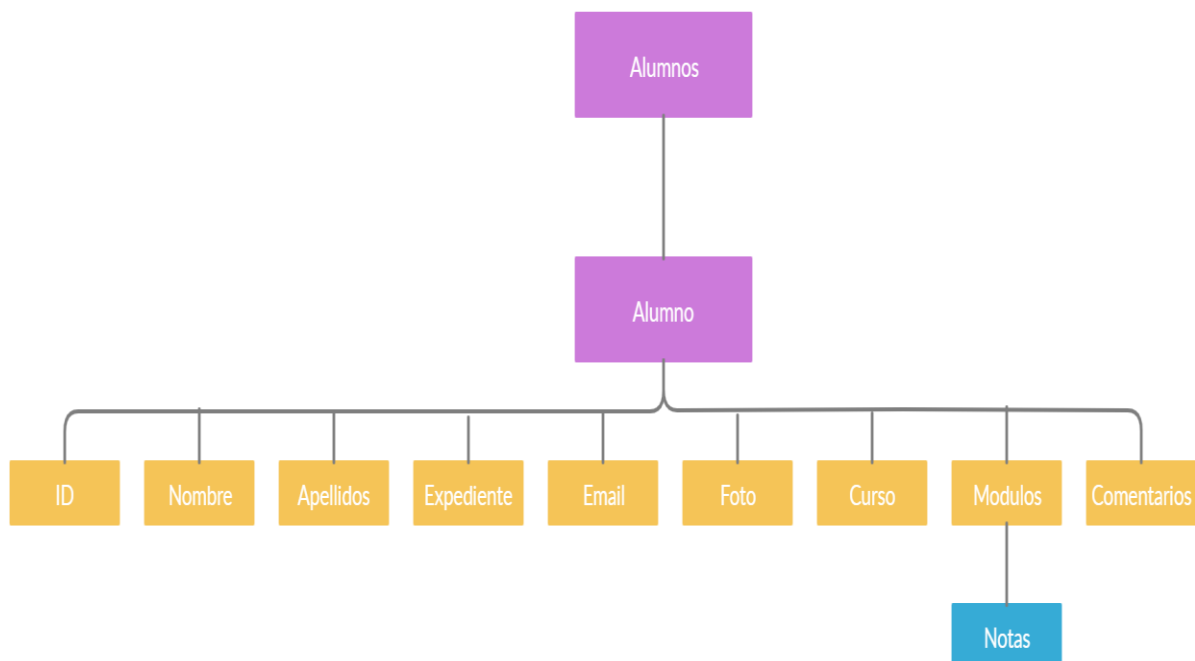 Alumnos
Alumno
ID
Nombre
Apellidos
Expediente
Email
Foto
Curso
Modulos
Comentarios
Notas